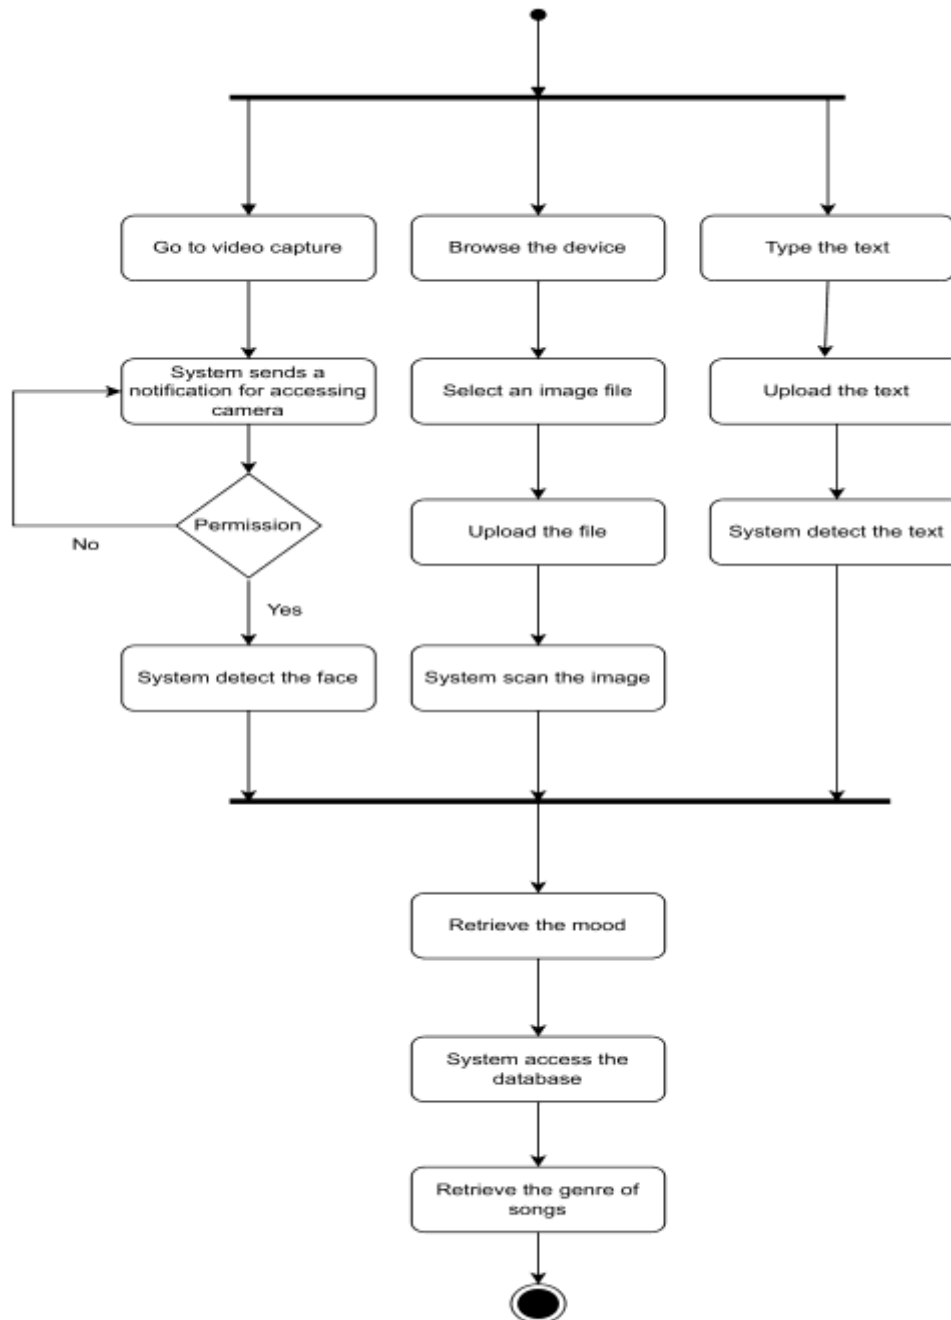 Go to video capture
Browse the device
Type the text
System sends a
notification for accessing
camera
Select an image file
Upload the text
Permission
No
Yes
Upload the file
System detect the text
System detect the face
System scan the image
Retrieve the mood
System access the
database
Retrieve the genre of
songs